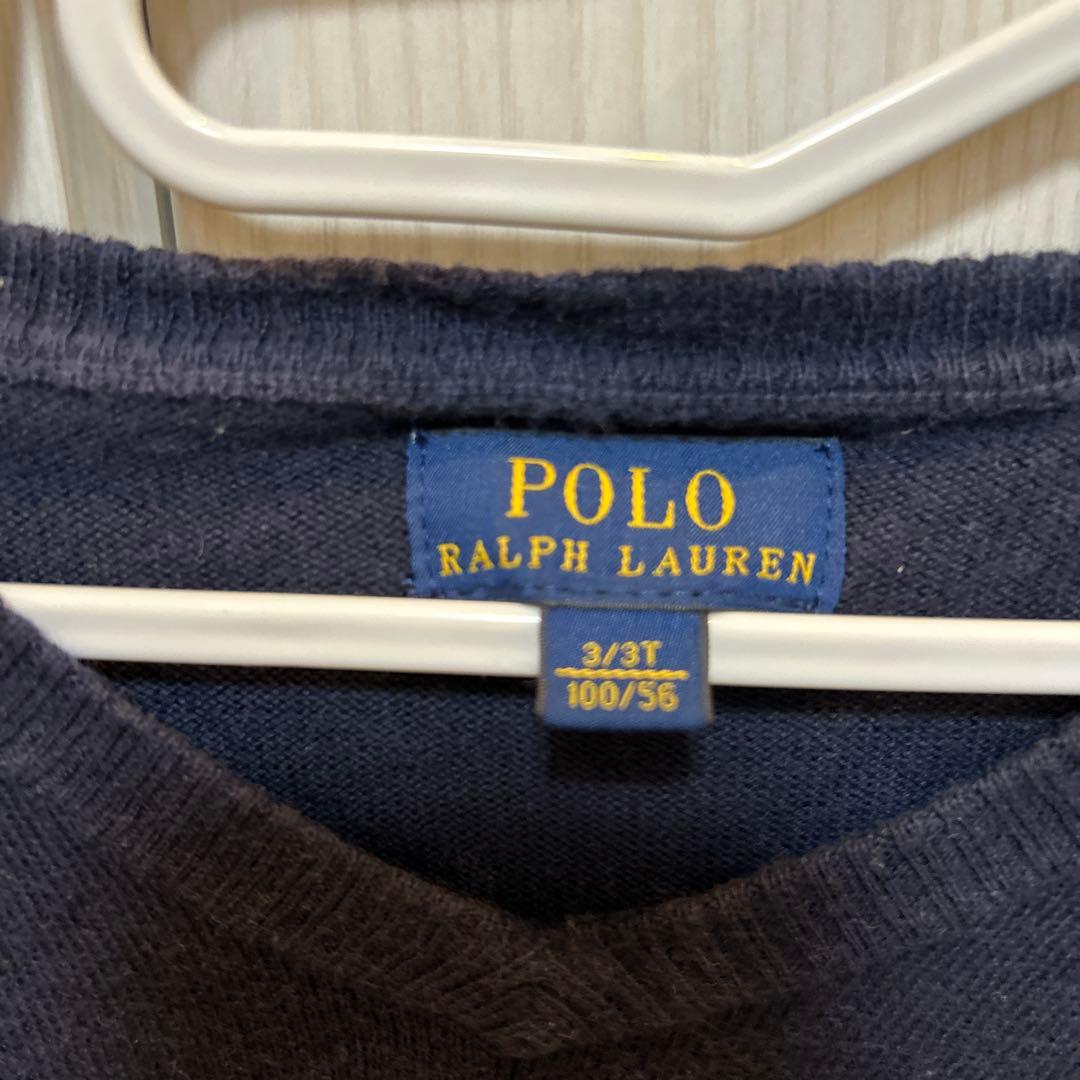 POLO
RALPH LAUREN
3/3T
100/56